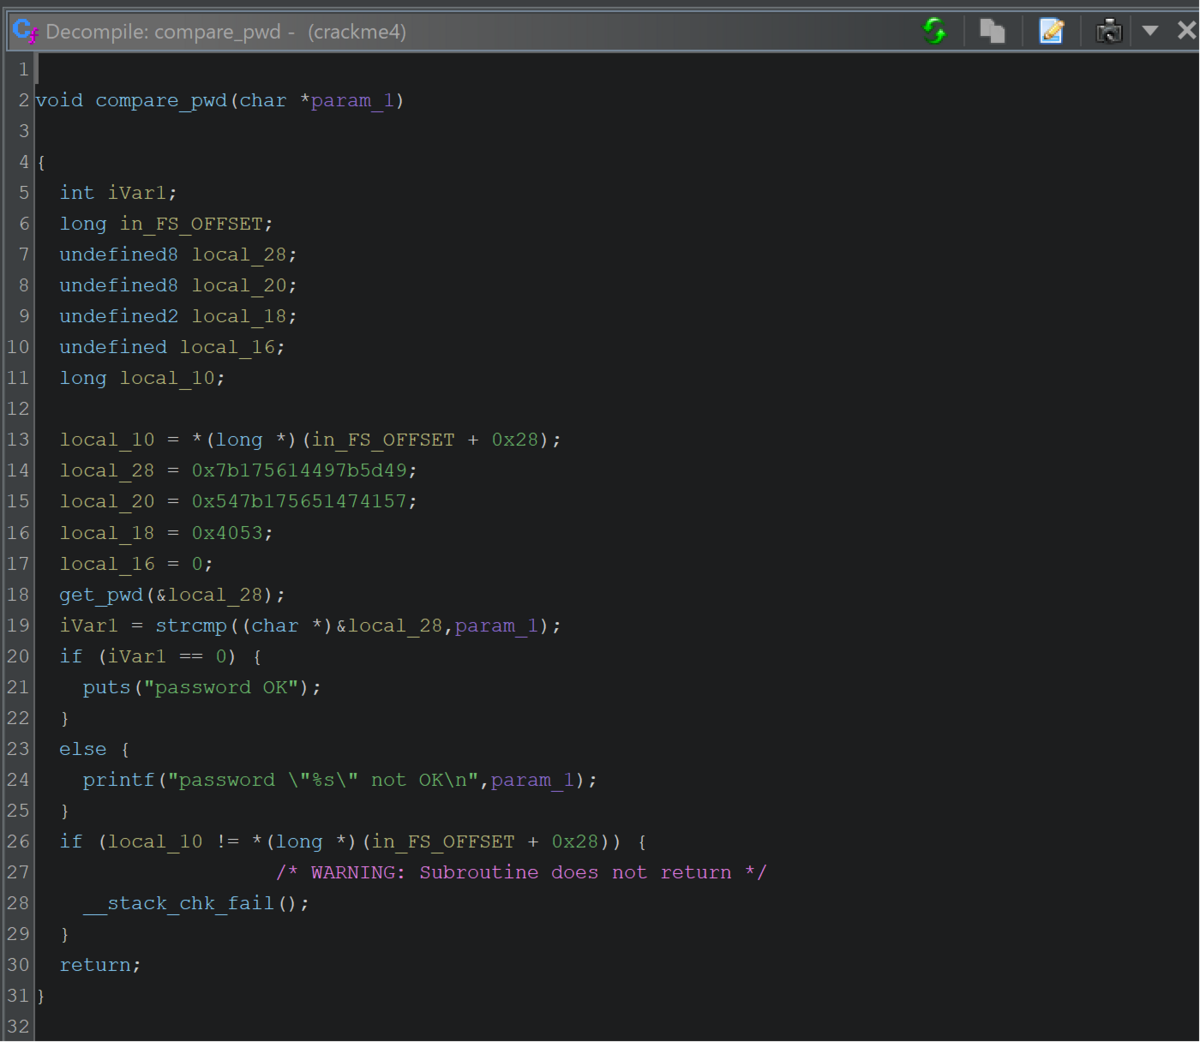 Decompile: compare_pwd - (crackme4)
1
2 void compare_pwd(char *param_1)
3
4 {
5 int iVar1;
6 long in_FS_OFFSET;
7 undefined8 local_28;
8 undefined8 local_20;
9 undefined2 local_18;
10 undefined local_16;
11 long local_10;
12
13 local_10 = *(long *)(in_FS_OFFSET + 0x28);
14 local_28 = 0x7b175614497b5d49;
15 local_20 = 0x547b175651474157;
16 local_18 = 0x4053;
17 local_16 = 0;
18 get_pwd(&local_28);
19 iVar1 = strcmp((char *)&local_28,param_1);
20 if (iVar1 == 0) {
21 puts("password OK");
22 }
23 else {
24 printf("password \"%s\" not OK\n",param_1);
25 }
26 if (local_10 != *(long *)(in_FS_OFFSET + 0x28)) {
27 /* WARNING: Subroutine does not return */
28 __stack_chk_fail();
29 }
30 return;
31 }
32